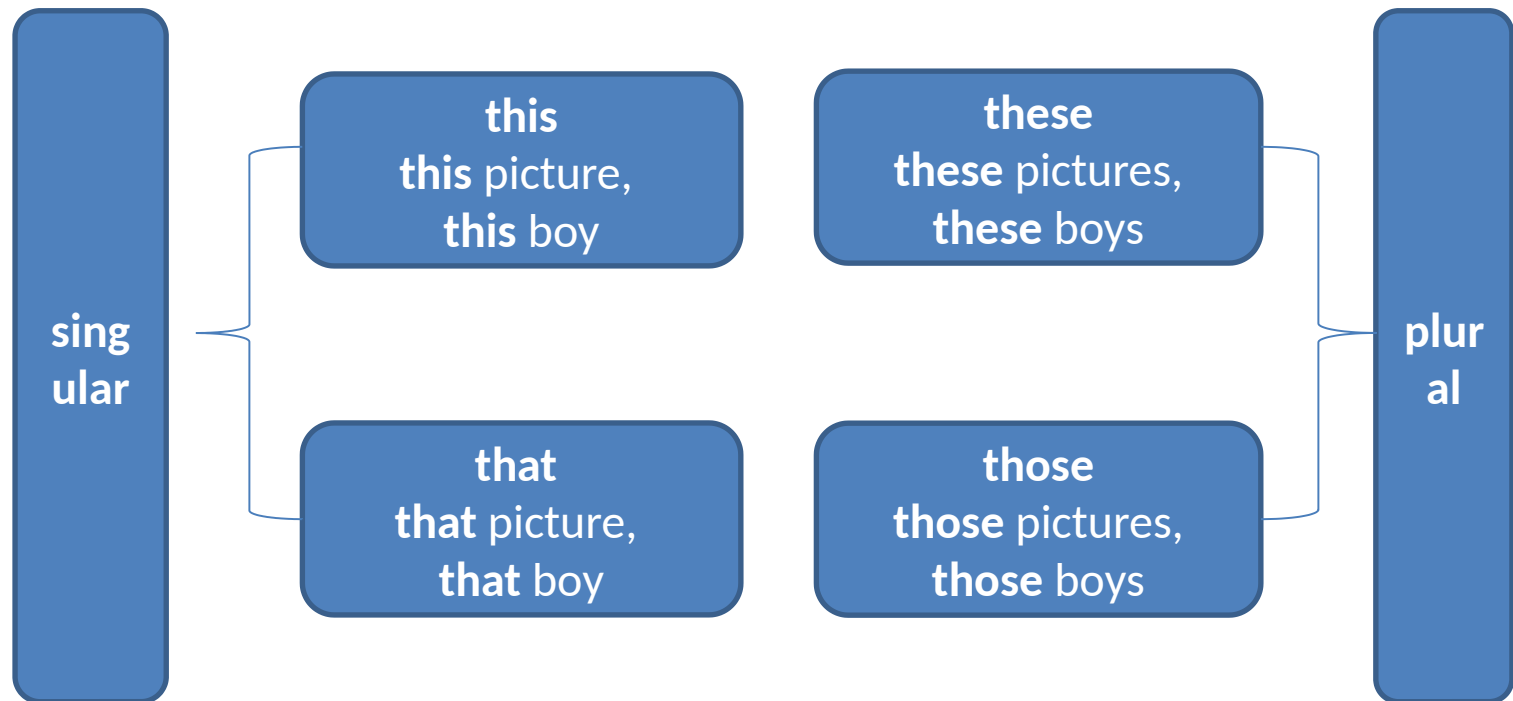 sing
ular
this
this picture,
this boy
that
that picture,
that boy
these
these pictures,
these boys
those
those pictures,
those boys
plur
al